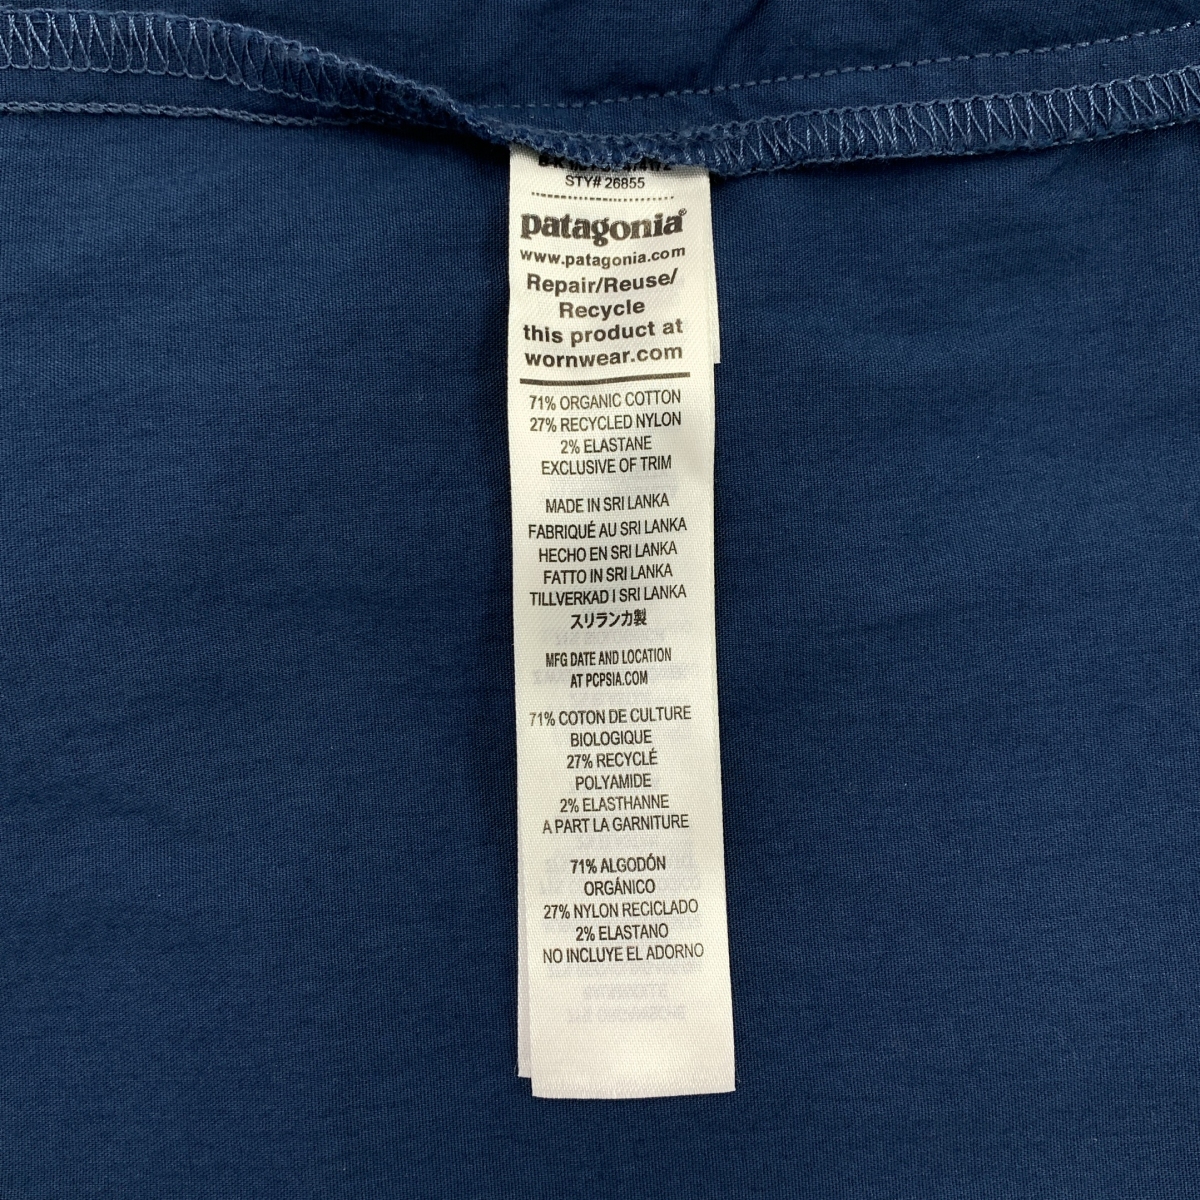 STY# 26855
patagonia®
www.patagonia.com
Repair/Reuse/
Recycle
this product at
wornwear.com
71% ORGANIC COTTON
27% RECYCLED NYLON
2% ELASTANE
EXCLUSIVE OF TRIM
MADE IN SRI LANKA
FABRIQUÉ AU SRI LANKA
HECHO EN SRI LANKA
FATTO IN SRI LANKA
TILLVERKAD I SRI LANKA
スリランカ製
MFG DATE AND LOCATION
AT PCPSIA.COM
71% COTON DE CULTURE
BIOLOGIQUE
27% RECYCLÉ
POLYAMIDE
2% ELASTHANNE
A PART LA GARNITURE
71% ALGODÓN
ORGÁNICO
27% NYLON RECICLADO
2% ELASTANO
NO INCLUYE EL ADORNO